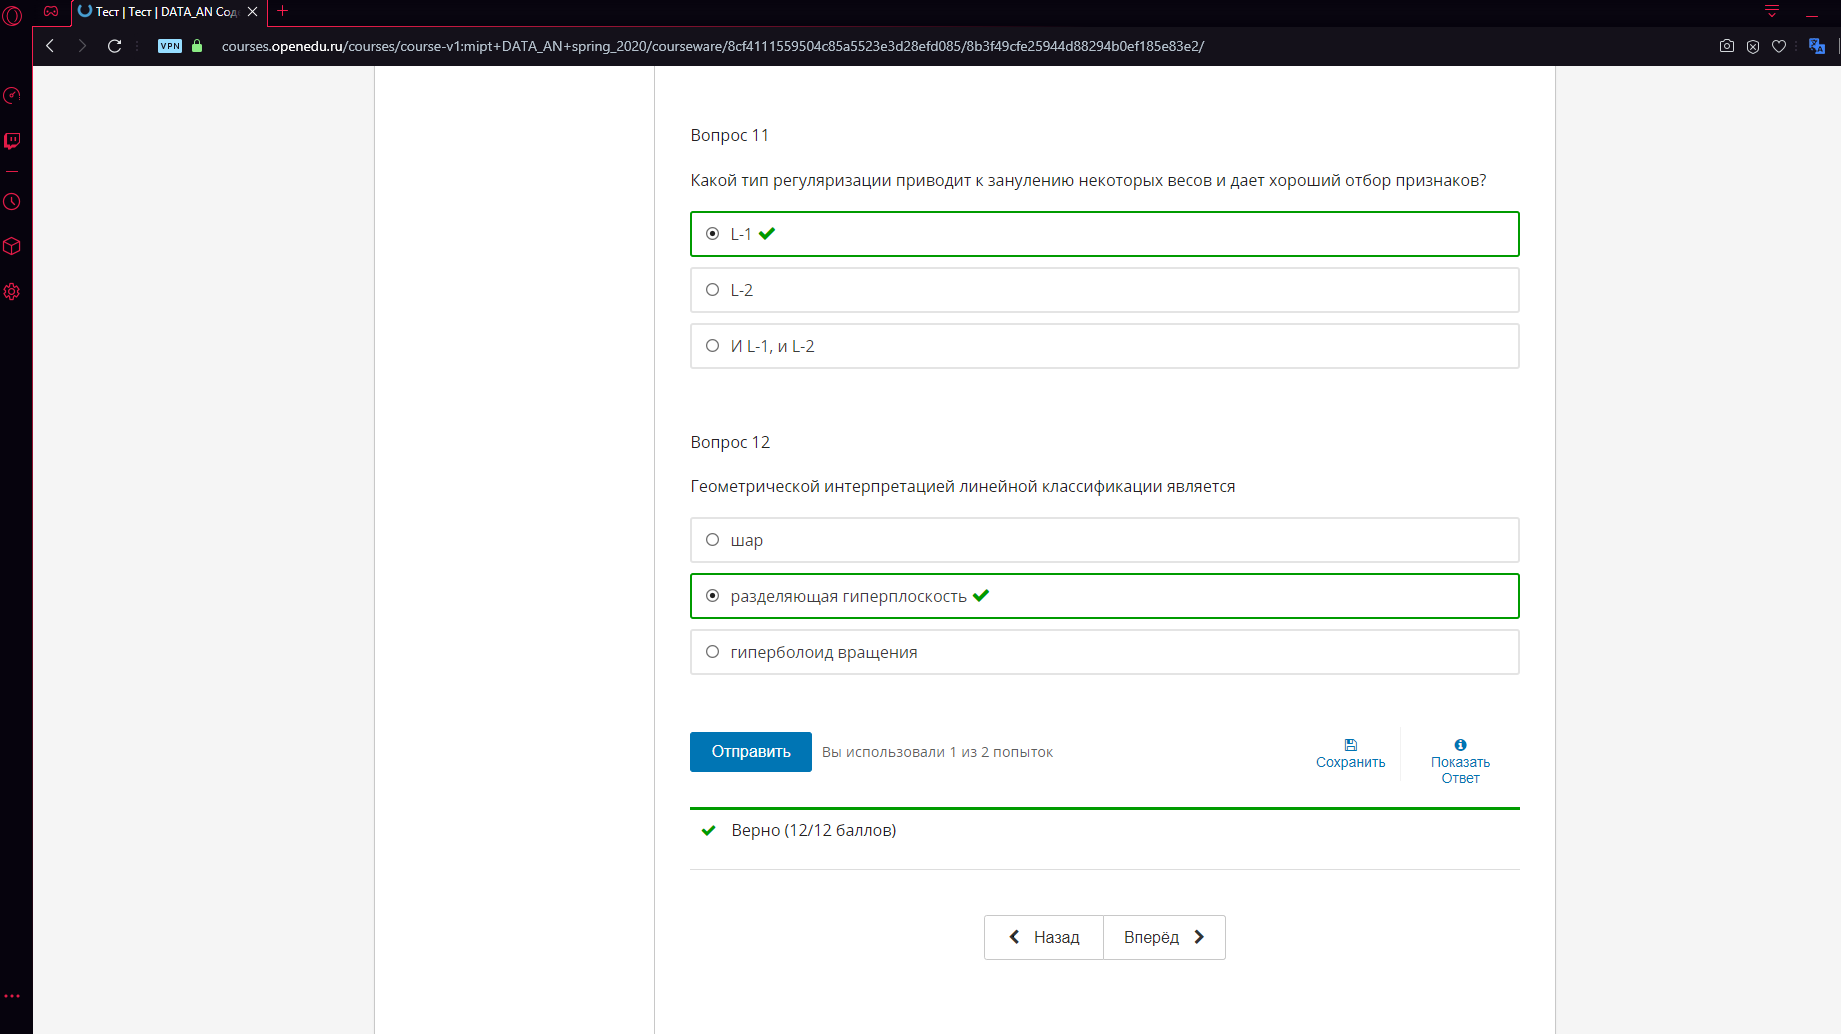 Тест | Тест | DATA_AN Сод
VPN
courses.openedu.ru/courses/course-v1:mipt+DATA_AN+spring_2020/courseware/8cf4111559504c85a5523e3d28efd085/8b3f49cfe25944d88294b0ef185e83e2/
Вопрос 11
Какой тип регуляризации приводит к занулению некоторых весов и дает хороший отбор признаков?
L-1
L-2
И L-1, и L-2
Вопрос 12
Геометрической интерпретацией линейной классификации является
шар
разделяющая гиперплоскость
гиперболоид вращения
Отправить
Вы использовали 1 из 2 попыток
Сохранить
Показать
Ответ
Верно (12/12 баллов)
Назад
Вперёд